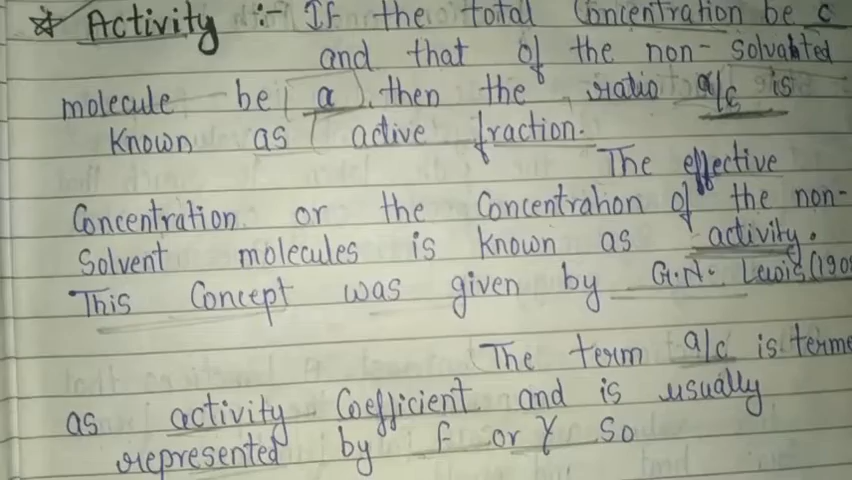 ☆ Activity :- If the total Concentration be c
and that of the non-solvanted
molecule be a, then the ratio a/c is
Known as active fraction.
The effective
Concentration or the Concentration of the non-
Solvent molecules is known as activity.
This Concept was given by G.N. Lewis (190
The term a/c is terme
as activity Coefficient and is usually
represented by f or γ So